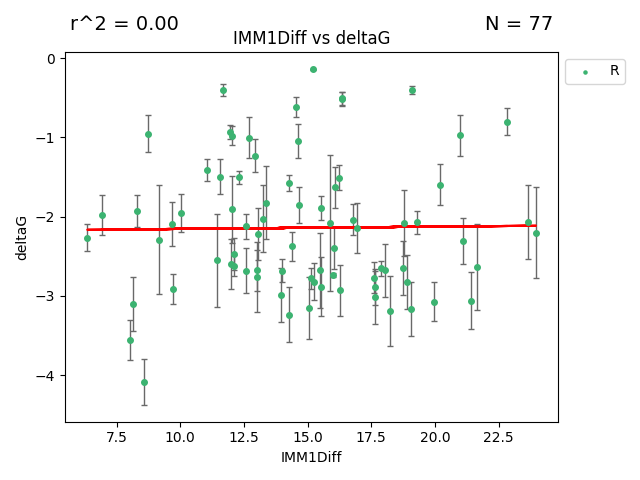 r^2 = 0.00 N = 77
IMM1Diff vs deltaG
R
0
−1
−2
−3
−4
deltaG
7.5 10.0 12.5 15.0 17.5 20.0 22.5
IMM1Diff